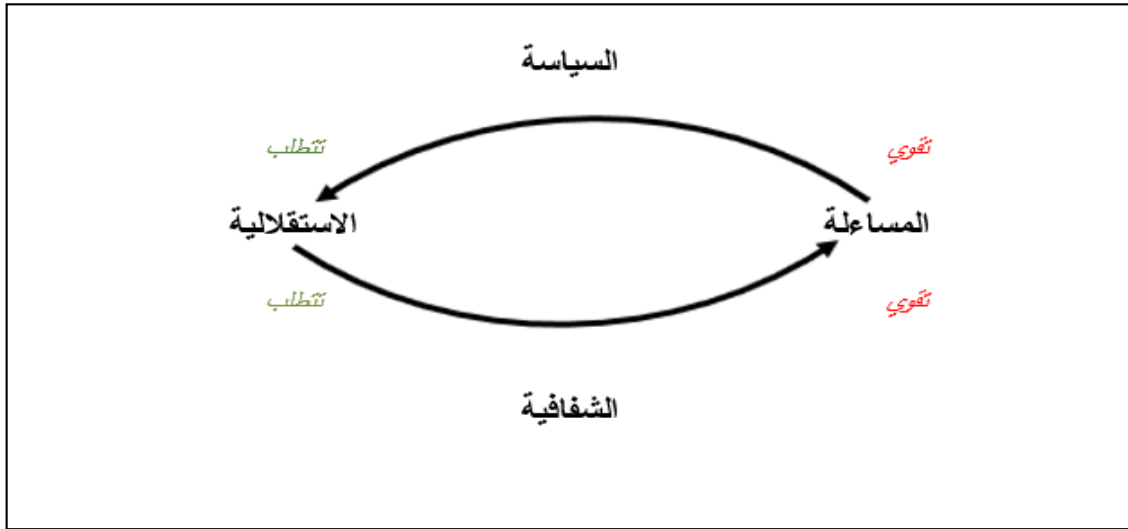 السياسة
تقوي
تتطلب
المساءلة
الاستقلالية
تقوي
تتطلب
الشفافية